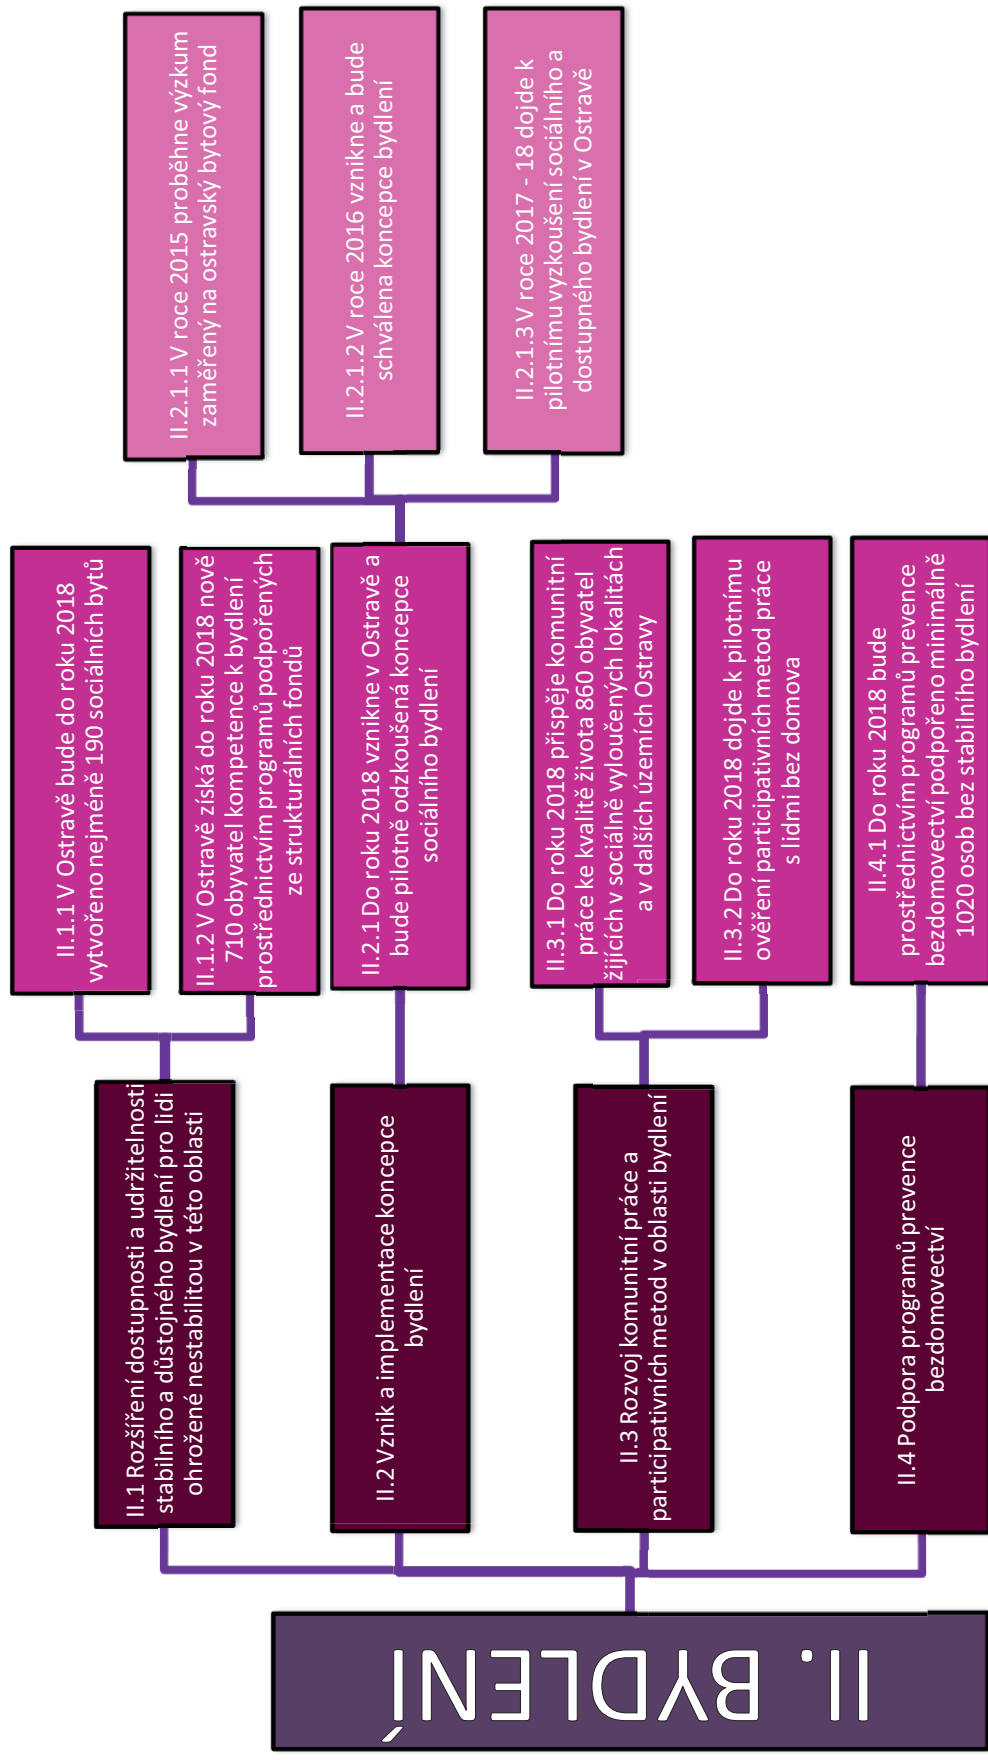 II. BYDLENÍ
II.1 Rozšíření dostupnosti a udržitelnosti
stabilního a důstojného bydlení pro lidi
ohrožené nestabilitou v této oblasti
II.1.1 V Ostravě bude do roku 2018
vytvořeno nejméně 190 sociálních bytů
II.1.2 V Ostravě získá do roku 2018 nově
710 obyvatel kompetence k bydlení
prostřednictvím programů podpořených
ze strukturálních fondů
II.2 Vznik a implementace koncepce
bydlení
II.2.1 Do roku 2018 vznikne v Ostravě a
bude pilotně odzkoušená koncepce
sociálního bydlení
II.2.1.1 V roce 2015 proběhne výzkum
zaměřený na ostravský bytový fond
II.2.1.2 V roce 2016 vznikne a bude
schválena koncepce bydlení
II.2.1.3 V roce 2017 - 18 dojde k
pilotnímu vyzkoušení sociálního a
dostupného bydlení v Ostravě
II.3 Rozvoj komunitní práce a
participativních metod v oblasti bydlení
II.3.1 Do roku 2018 přispěje komunitní
práce ke kvalitě života 860 obyvatel
žijících v sociálně vyloučených lokalitách
a v dalších územích Ostravy
II.3.2 Do roku 2018 dojde k pilotnímu
ověření participativních metod práce
s lidmi bez domova
II.4 Podpora programů prevence
bezdomovectví
II.4.1 Do roku 2018 bude
prostřednictvím programů prevence
bezdomovectví podpořeno minimálně
1020 osob bez stabilního bydlení